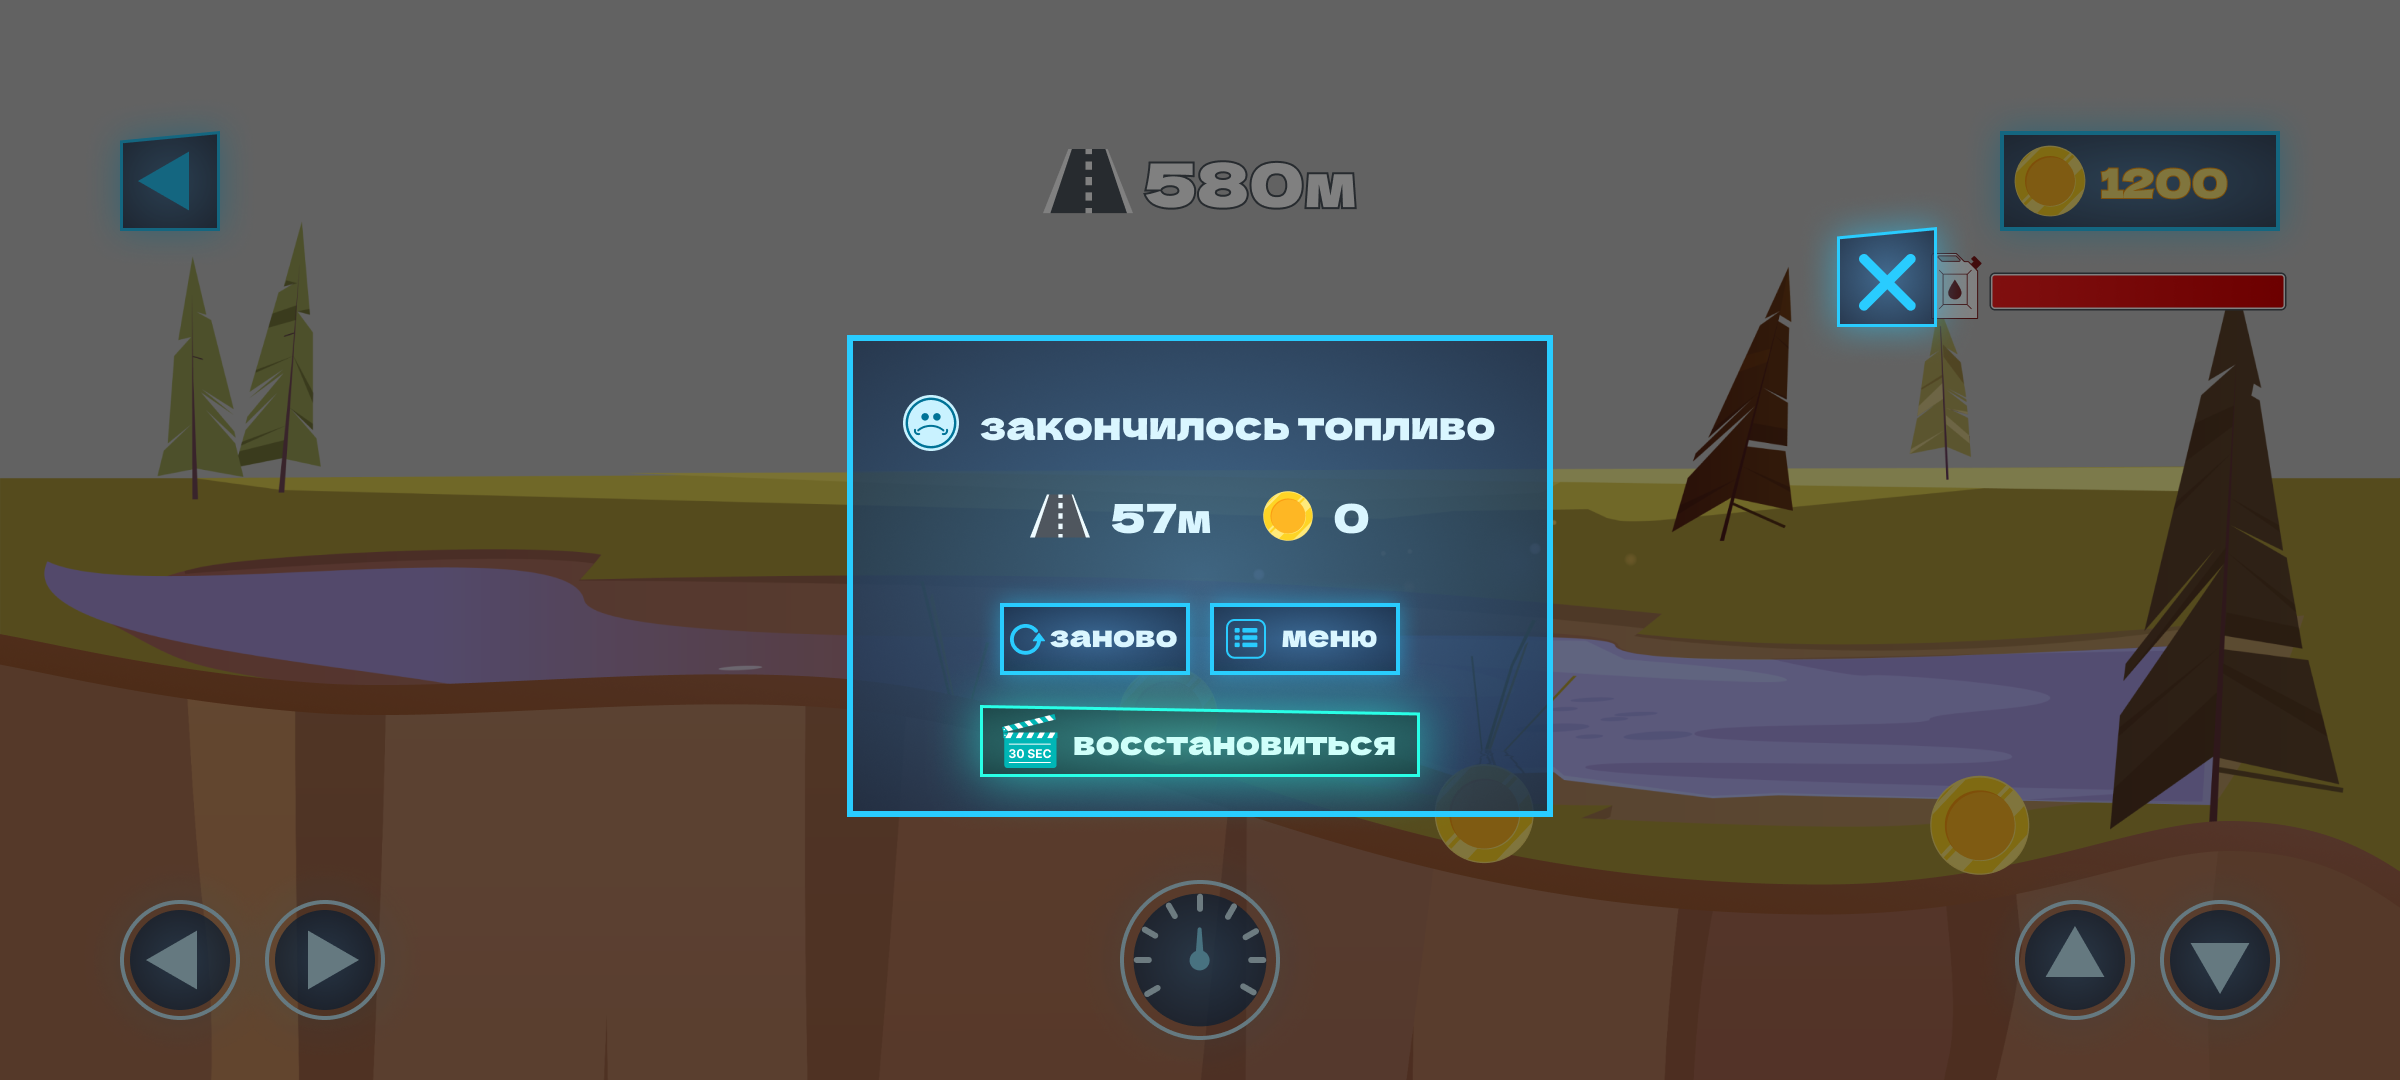 580м
1200
закончилось топливо
57м 0
заново меню
30 SEC восстановиться